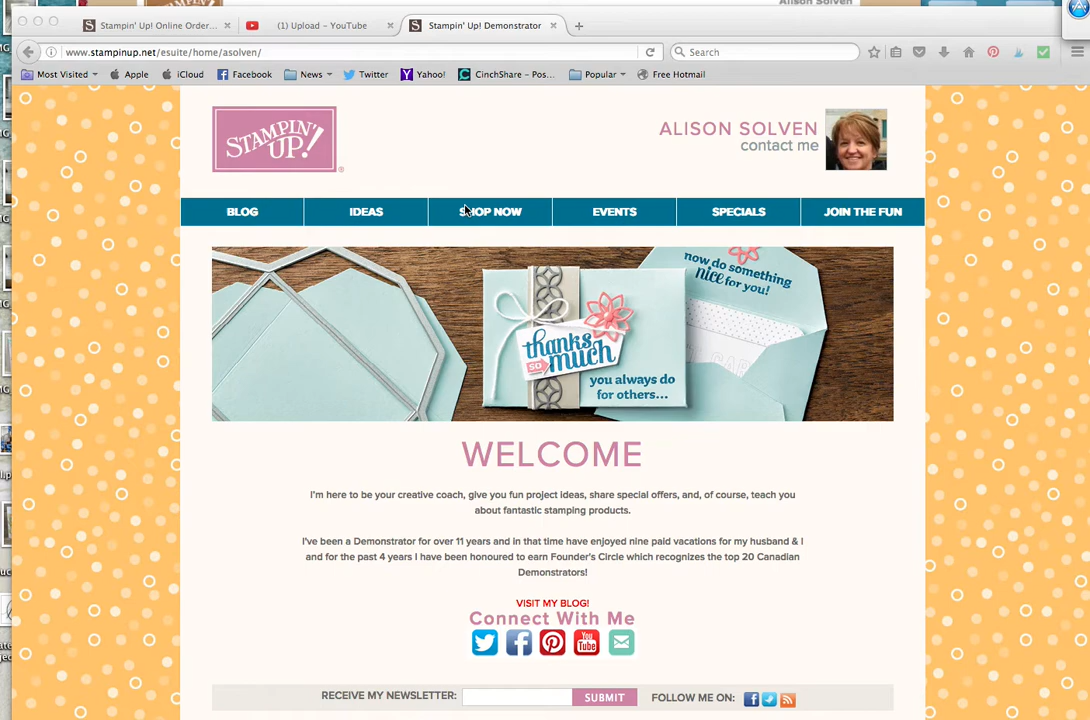 Alison Solven
Stampin' Up! Online Order...
(1) Upload – YouTube
Stampin' Up! Demonstrator
www.stampinup.net/esuite/home/asolven/
Search
Most Visited
Apple
iCloud
Facebook
News
Twitter
Yahoo!
CinchShare – Pos...
Popular
Free Hotmail
STAMPIN' UP!®
ALISON SOLVEN
contact me
BLOG
IDEAS
SHOP NOW
EVENTS
SPECIALS
JOIN THE FUN
now do something
nice for you!
thanks
so much
you always do
for others...
WELCOME
I'm here to be your creative coach, give you fun project ideas, share special offers, and, of course, teach you
about fantastic stamping products.
I've been a Demonstrator for over 11 years and in that time have enjoyed nine paid vacations for my husband & I
and for the past 4 years I have been honoured to earn Founder's Circle which recognizes the top 20 Canadian
Demonstrators!
VISIT MY BLOG!
Connect With Me
You Tube
RECEIVE MY NEWSLETTER:
SUBMIT
FOLLOW ME ON: